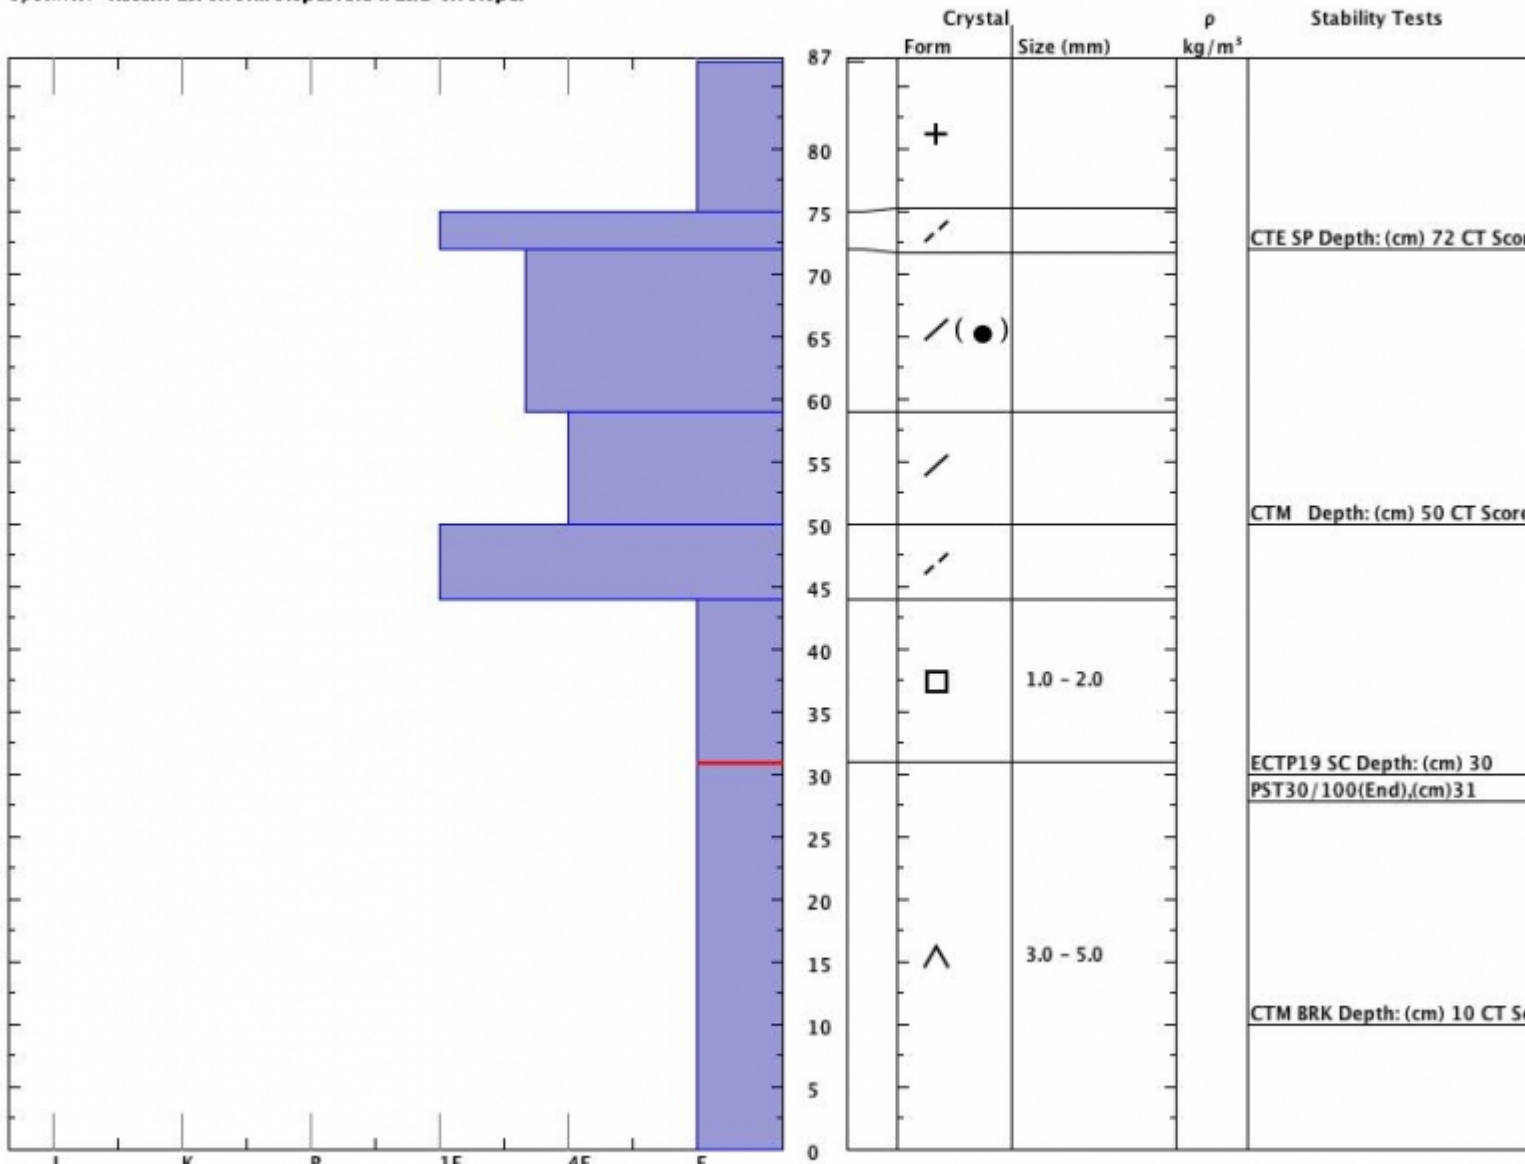 Crystal ρ Stability Tests
Form Size (mm) kg/m³
87
+
80
75
CTE SP Depth: (cm) 72 CT
70
( ● )
65
60
55
50
CTM Depth: (cm) 50 CT Score
45
40
1.0 – 2.0
35
ECTP19 SC Depth: (cm) 30
30
PST30/100(End),(cm)31
25
20
3.0 – 5.0
15
CTM BRK Depth: (cm) 10 CT
10
5
0
1F 4F F